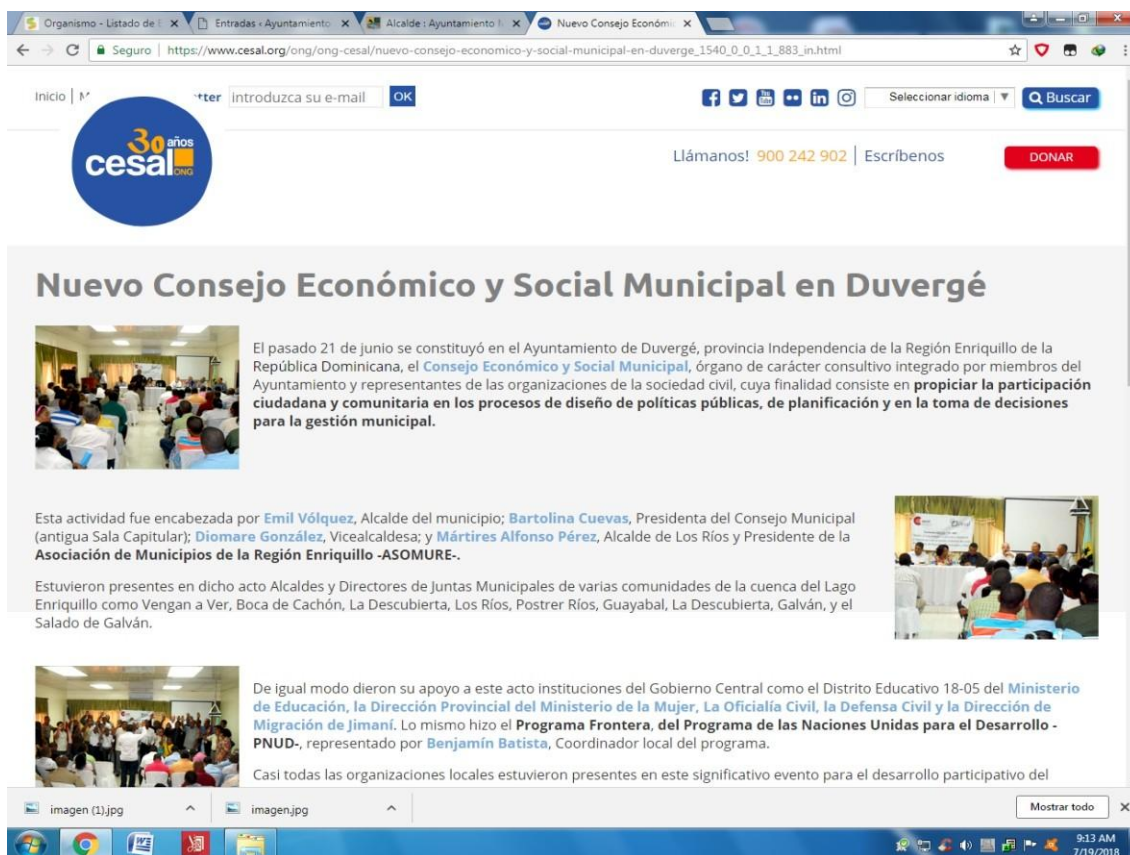 Organismo - Listado de E
Entradas ‹ Ayuntamiento
Alcalde : Ayuntamiento
Nuevo Consejo Económic
Seguro | https://www.cesal.org/ong/ong-cesal/nuevo-consejo-economico-y-social-municipal-en-duverge_1540_0_0_1_1_883_in.html
Inicio | tter introduzca su e-mail OK Seleccionar idioma Buscar
30 años
cesal
ONG
Llámanos! 900 242 902 | Escríbenos DONAR
Nuevo Consejo Económico y Social Municipal en Duvergé
El pasado 21 de junio se constituyó en el Ayuntamiento de Duvergé, provincia Independencia de la Región Enriquillo de la
República Dominicana, el Consejo Económico y Social Municipal, órgano de carácter consultivo integrado por miembros del
Ayuntamiento y representantes de las organizaciones de la sociedad civil, cuya finalidad consiste en propiciar la participación
ciudadana y comunitaria en los procesos de diseño de políticas públicas, de planificación y en la toma de decisiones
para la gestión municipal.
Esta actividad fue encabezada por Emil Vólquez, Alcalde del municipio; Bartolina Cuevas, Presidenta del Consejo Municipal
(antigua Sala Capitular); Diomare González, Vicealcaldesa; y Mártires Alfonso Pérez, Alcalde de Los Ríos y Presidente de la
Asociación de Municipios de la Región Enriquillo -ASOMURE-.
Estuvieron presentes en dicho acto Alcaldes y Directores de Juntas Municipales de varias comunidades de la cuenca del Lago
Enriquillo como Vengan a Ver, Boca de Cachón, La Descubierta, Los Ríos, Postrer Ríos, Guayabal, La Descubierta, Galván, y el
Salado de Galván.
De igual modo dieron su apoyo a este acto instituciones del Gobierno Central como el Distrito Educativo 18-05 del Ministerio
de Educación, la Dirección Provincial del Ministerio de la Mujer, La Oficialía Civil, la Defensa Civil y la Dirección de
Migración de Jimaní. Lo mismo hizo el Programa Frontera, del Programa de las Naciones Unidas para el Desarrollo -
PNUD-, representado por Benjamín Batista, Coordinador local del programa.
Casi todas las organizaciones locales estuvieron presentes en este significativo evento para el desarrollo participativo del
imagen (1).jpg imagen.jpg Mostrar todo
9:13 AM
7/19/2018